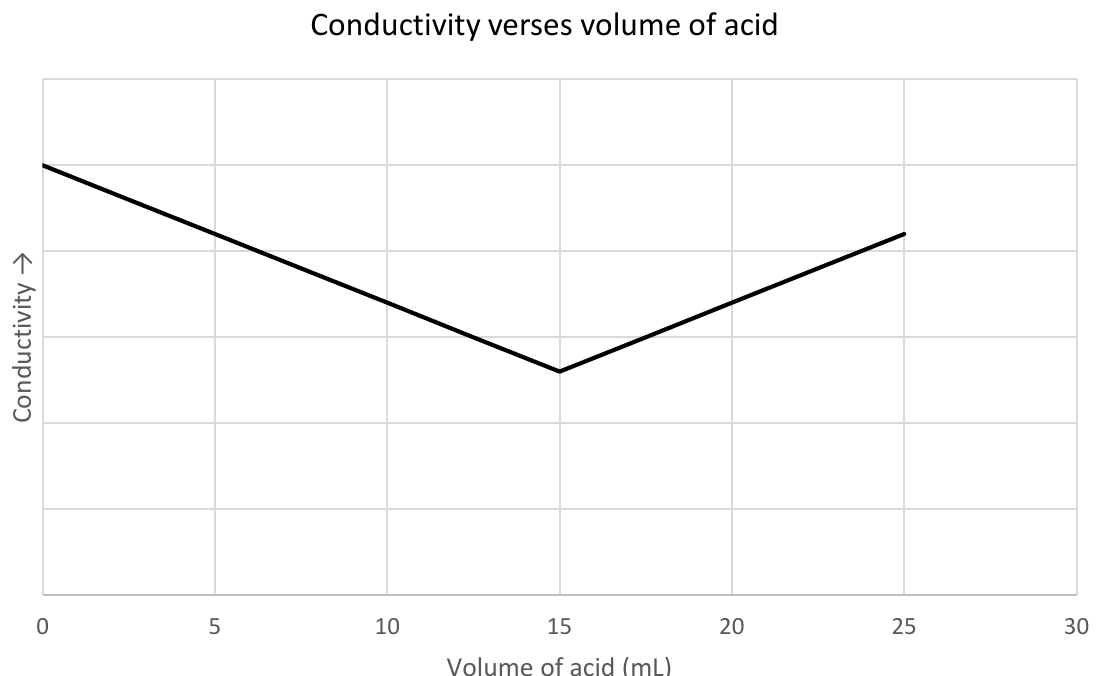 Conductivity verses volume of acid
Conductivity →
0 5 10 15 20 25 30
Volume of acid (mL)